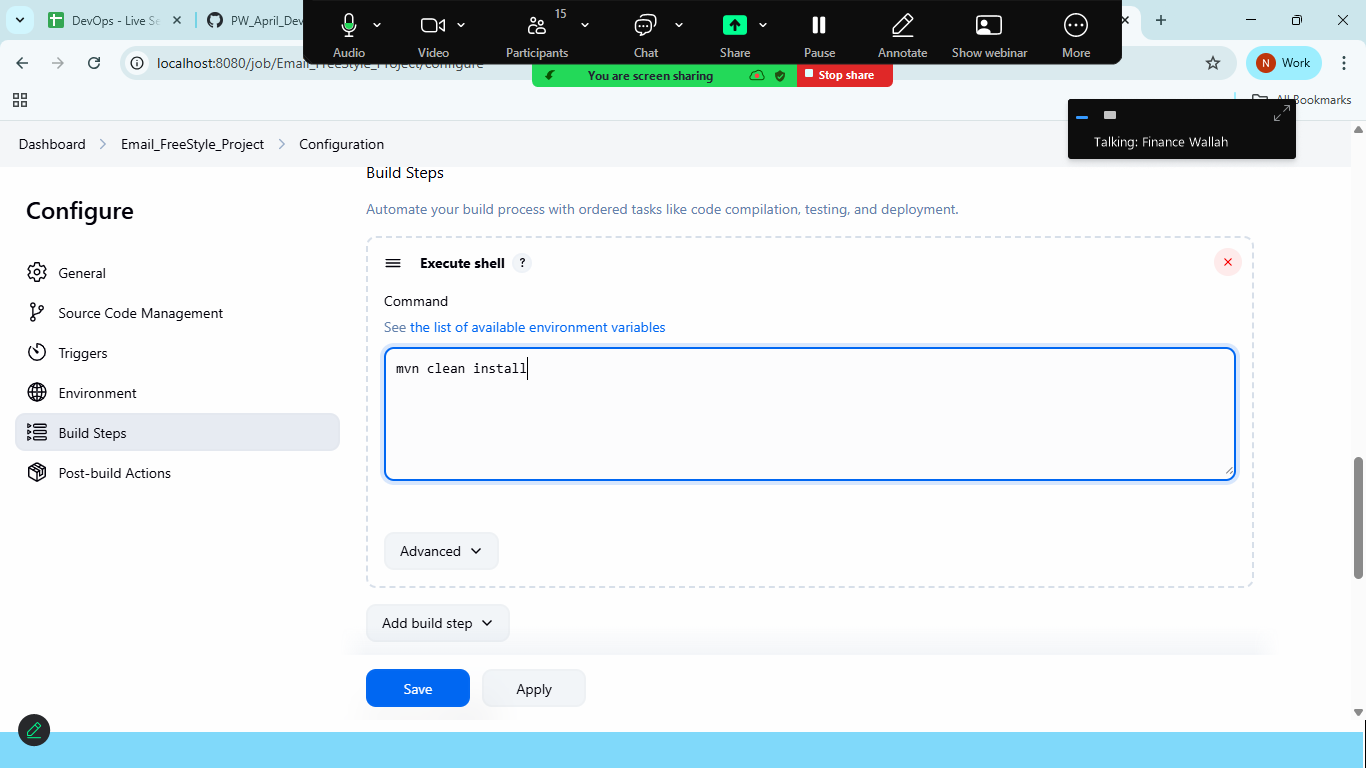 DevOps - Live Se
PW_April_Dev
Audio
Video
15
Participants
Chat
Share
Pause
Annotate
Show webinar
More
localhost:8080/job/Email_FreeStyle_Project/configure
N Work
You are screen sharing
Stop share
All Bookmarks
Talking: Finance Wallah
Dashboard
Email_FreeStyle_Project
Configuration
Configure
General
Source Code Management
Triggers
Environment
Build Steps
Post-build Actions
Build Steps
Automate your build process with ordered tasks like code compilation, testing, and deployment.
Execute shell ?
Command
See the list of available environment variables
mvn clean install
Advanced
Add build step
Save
Apply